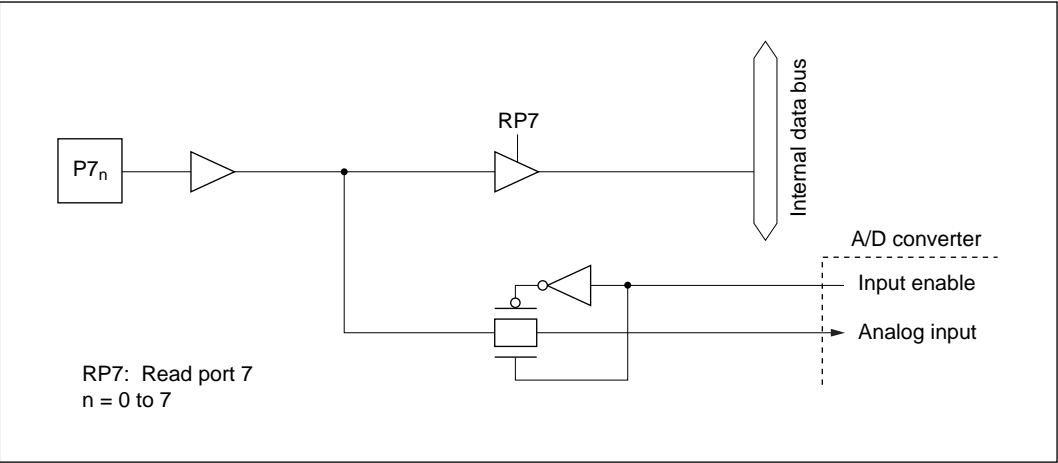 Internal data bus
RP7
P7n
A/D converter
Input enable
Analog input
RP7: Read port 7
n = 0 to 7